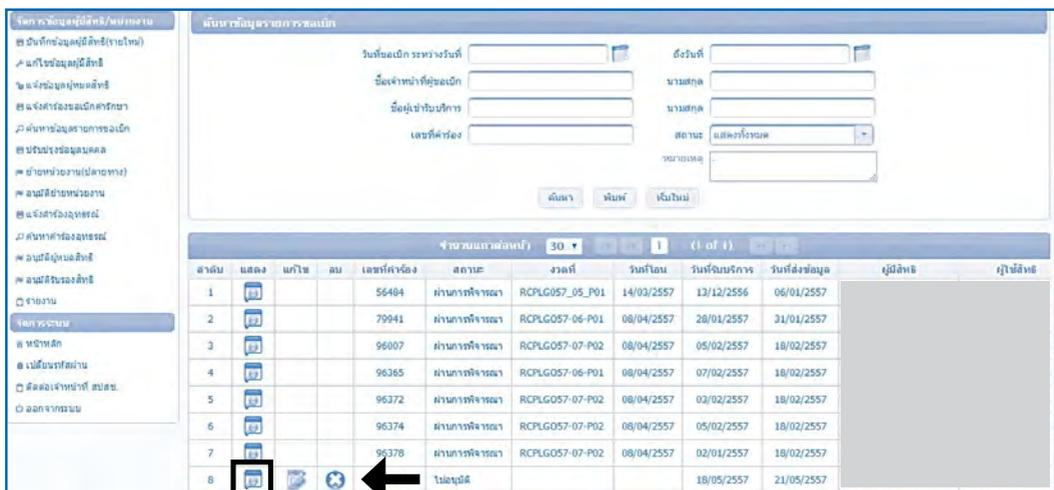 จัดการข้อมูลผู้มีสิทธิ/หน่วยงาน
บันทึกข้อมูลผู้มีสิทธิ(รายใหม่)
แก้ไขข้อมูลผู้มีสิทธิ
แจ้งข้อมูลผู้หมดสิทธิ
แจ้งคำร้องขอเบิกค่ารักษา
ค้นหาข้อมูลรายการขอเบิก
ปรับปรุงข้อมูลบุคคล
ย้ายหน่วยงาน(ปลายทาง)
อนุมัติย้ายหน่วยงาน
แจ้งคำร้องอุทธรณ์
ค้นหาคำร้องอุทธรณ์
อนุมัติผู้หมดสิทธิ
อนุมัติรับรองสิทธิ
รายงาน
จัดการระบบ
หน้าหลัก
เปลี่ยนรหัสผ่าน
ติดต่อเจ้าหน้าที่ สปสช.
ออกจากระบบ
ค้นหาข้อมูลรายการขอเบิก
วันที่ขอเบิก ระหว่างวันที่ ถึงวันที่
ชื่อเจ้าหน้าที่ผู้ขอเบิก นามสกุล
ชื่อผู้เข้ารับบริการ นามสกุล
เลขที่คำร้อง สถานะ แสดงทั้งหมด
หมายเหตุ -
ค้นหา พิมพ์ เริ่มใหม่
จำนวนแถวต่อหน้า 30 1 (1 of 1)
ลำดับ แสดง แก้ไข ลบ เลขที่คำร้อง สถานะ งวดที่ วันที่โอน วันที่รับบริการ วันที่ส่งข้อมูล ผู้มีสิทธิ ผู้ใช้สิทธิ
1 56484 ผ่านการพิจารณา RCPLGO57_05_P01 14/03/2557 13/12/2556 06/01/2557
2 79941 ผ่านการพิจารณา RCPLGO57-06-P01 08/04/2557 28/01/2557 31/01/2557
3 96007 ผ่านการพิจารณา RCPLGO57-07-P02 08/04/2557 05/02/2557 18/02/2557
4 96365 ผ่านการพิจารณา RCPLGO57-06-P01 08/04/2557 07/02/2557 18/02/2557
5 96372 ผ่านการพิจารณา RCPLGO57-07-P02 08/04/2557 03/02/2557 18/02/2557
6 96374 ผ่านการพิจารณา RCPLGO57-07-P02 08/04/2557 05/02/2557 18/02/2557
7 96378 ผ่านการพิจารณา RCPLGO57-07-P02 08/04/2557 02/01/2557 18/02/2557
8 ไม่อนุมัติ 18/05/2557 21/05/2557